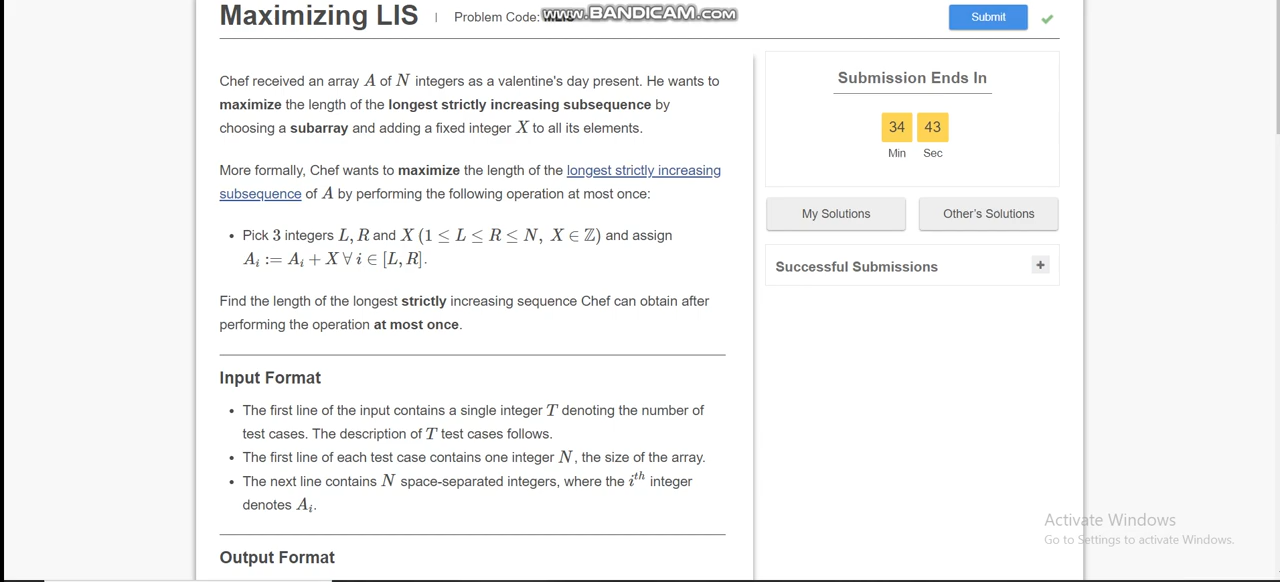 Maximizing LIS | Problem Code:
www.BANDICAM.com
Submit
Chef received an array A of N integers as a valentine's day present. He wants to
maximize the length of the longest strictly increasing subsequence by
choosing a subarray and adding a fixed integer X to all its elements.
More formally, Chef wants to maximize the length of the longest strictly increasing
subsequence of A by performing the following operation at most once:
• Pick 3 integers L, R and X (1 ≤ L ≤ R ≤ N, X ∈ ℤ) and assign
A_i := A_i + X ∀ i ∈ [L, R].
Find the length of the longest strictly increasing sequence Chef can obtain after
performing the operation at most once.
Input Format
• The first line of the input contains a single integer T denoting the number of
test cases. The description of T test cases follows.
• The first line of each test case contains one integer N, the size of the array.
• The next line contains N space-separated integers, where the i^th integer
denotes A_i.
Output Format
Submission Ends In
34 43
Min Sec
My Solutions Other's Solutions
Successful Submissions +
Activate Windows
Go to Settings to activate Windows.